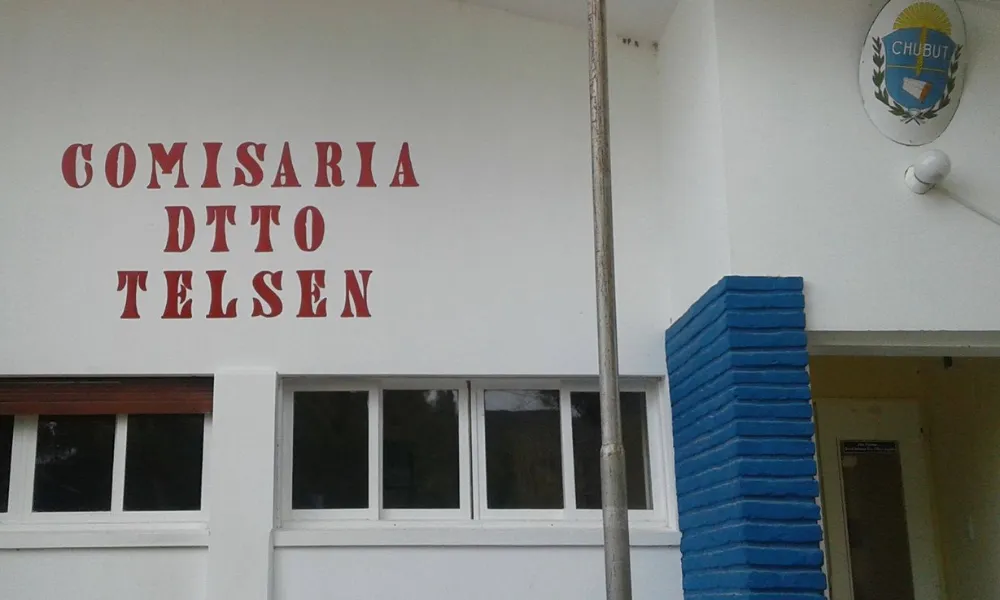 COMISARIA
DTTO
TELSEN
CHUBUT